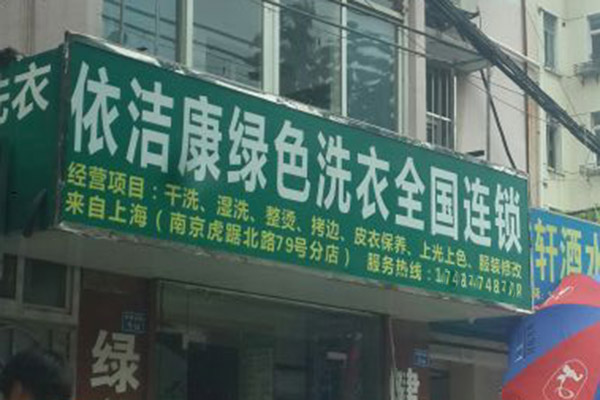 洗衣
依洁康绿色洗衣全国连锁
经营项目:干洗、湿洗、整烫、拷边、皮衣保养、上光上色、服装修改
来自上海(南京虎踞北路79号分店) 服务热线:
轩酒水
绿